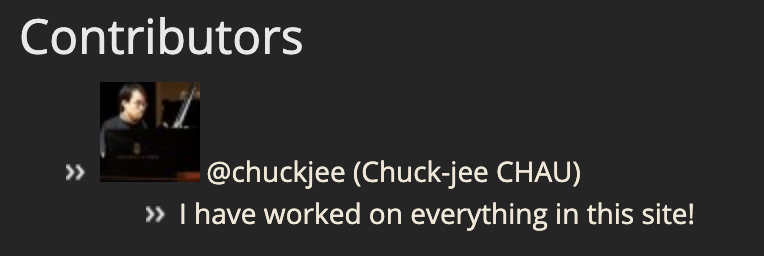 Contributors
@chuckjee (Chuck-jee CHAU)
I have worked on everything in this site!